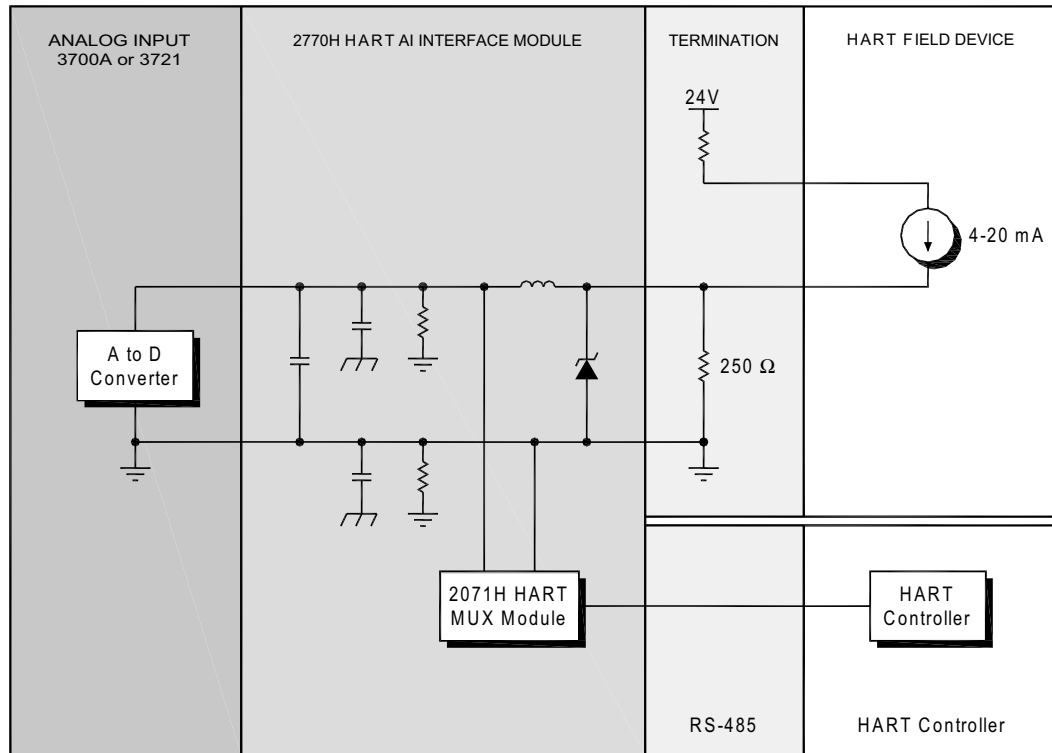 ANALOG INPUT
3700A or 3721
2770H HART AI INTERFACE MODULE
TERMINATION
HART FIELD DEVICE
24V
4-20 mA
A to D
Converter
250 Ω
2071H HART
MUX Module
HART
Controller
RS-485
HART Controller